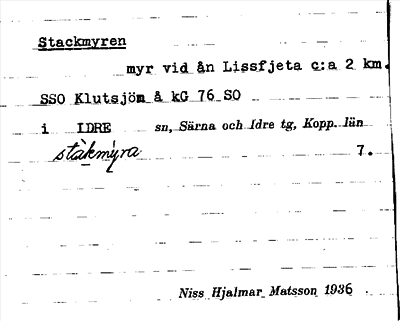 Stackmyren
myr vid ån Lissfjeta c:a 2 km.
SSO Klutsjön å kG 76 SO
i IDRE sn, Särna och Idre tg, Kopp. län
stàkmỳra 7.
Niss Hjalmar Matsson 1936